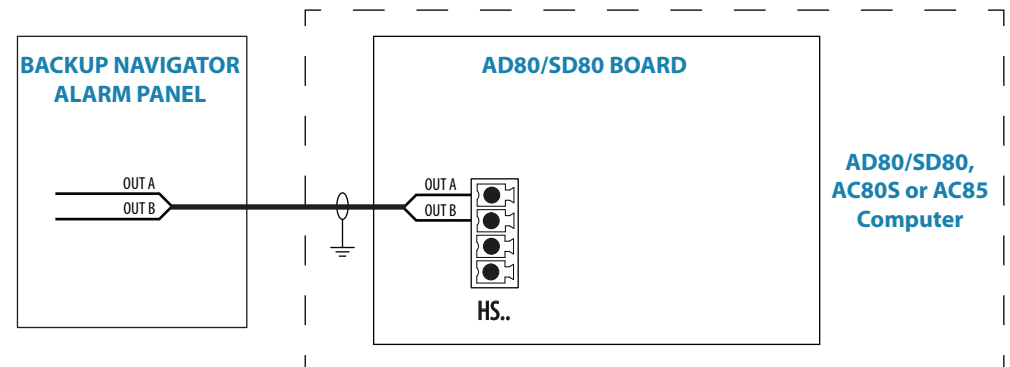 BACKUP NAVIGATOR
ALARM PANEL
OUT A
OUT B
AD80/SD80 BOARD
OUT A
OUT B
HS..
AD80/SD80,
AC80S or AC85
Computer